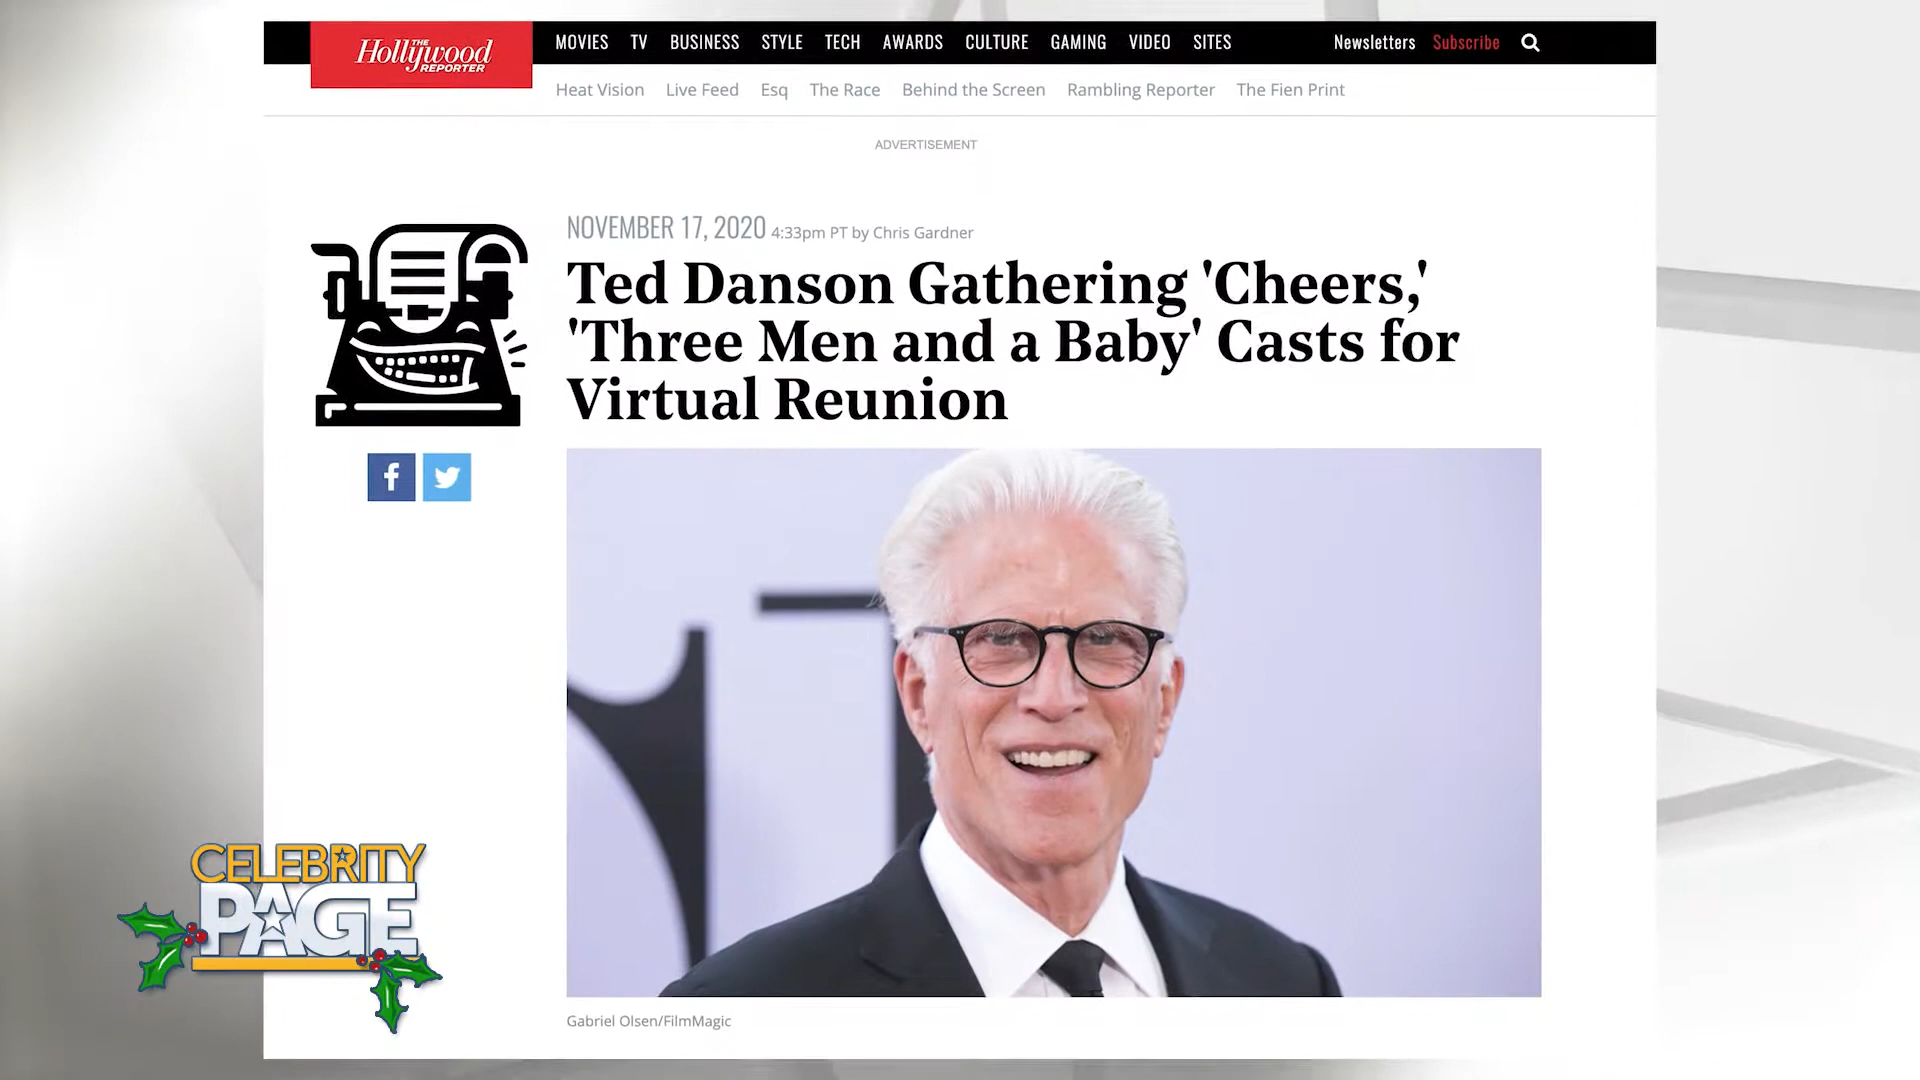 THE
Hollywood
REPORTER
MOVIES TV BUSINESS STYLE TECH AWARDS CULTURE GAMING VIDEO SITES Newsletters Subscribe
Heat Vision Live Feed Esq The Race Behind the Screen Rambling Reporter The Fien Print
ADVERTISEMENT
NOVEMBER 17, 2020 4:33pm PT by Chris Gardner
Ted Danson Gathering 'Cheers,'
'Three Men and a Baby' Casts for
Virtual Reunion
Gabriel Olsen/FilmMagic
CELEBRITY
PAGE